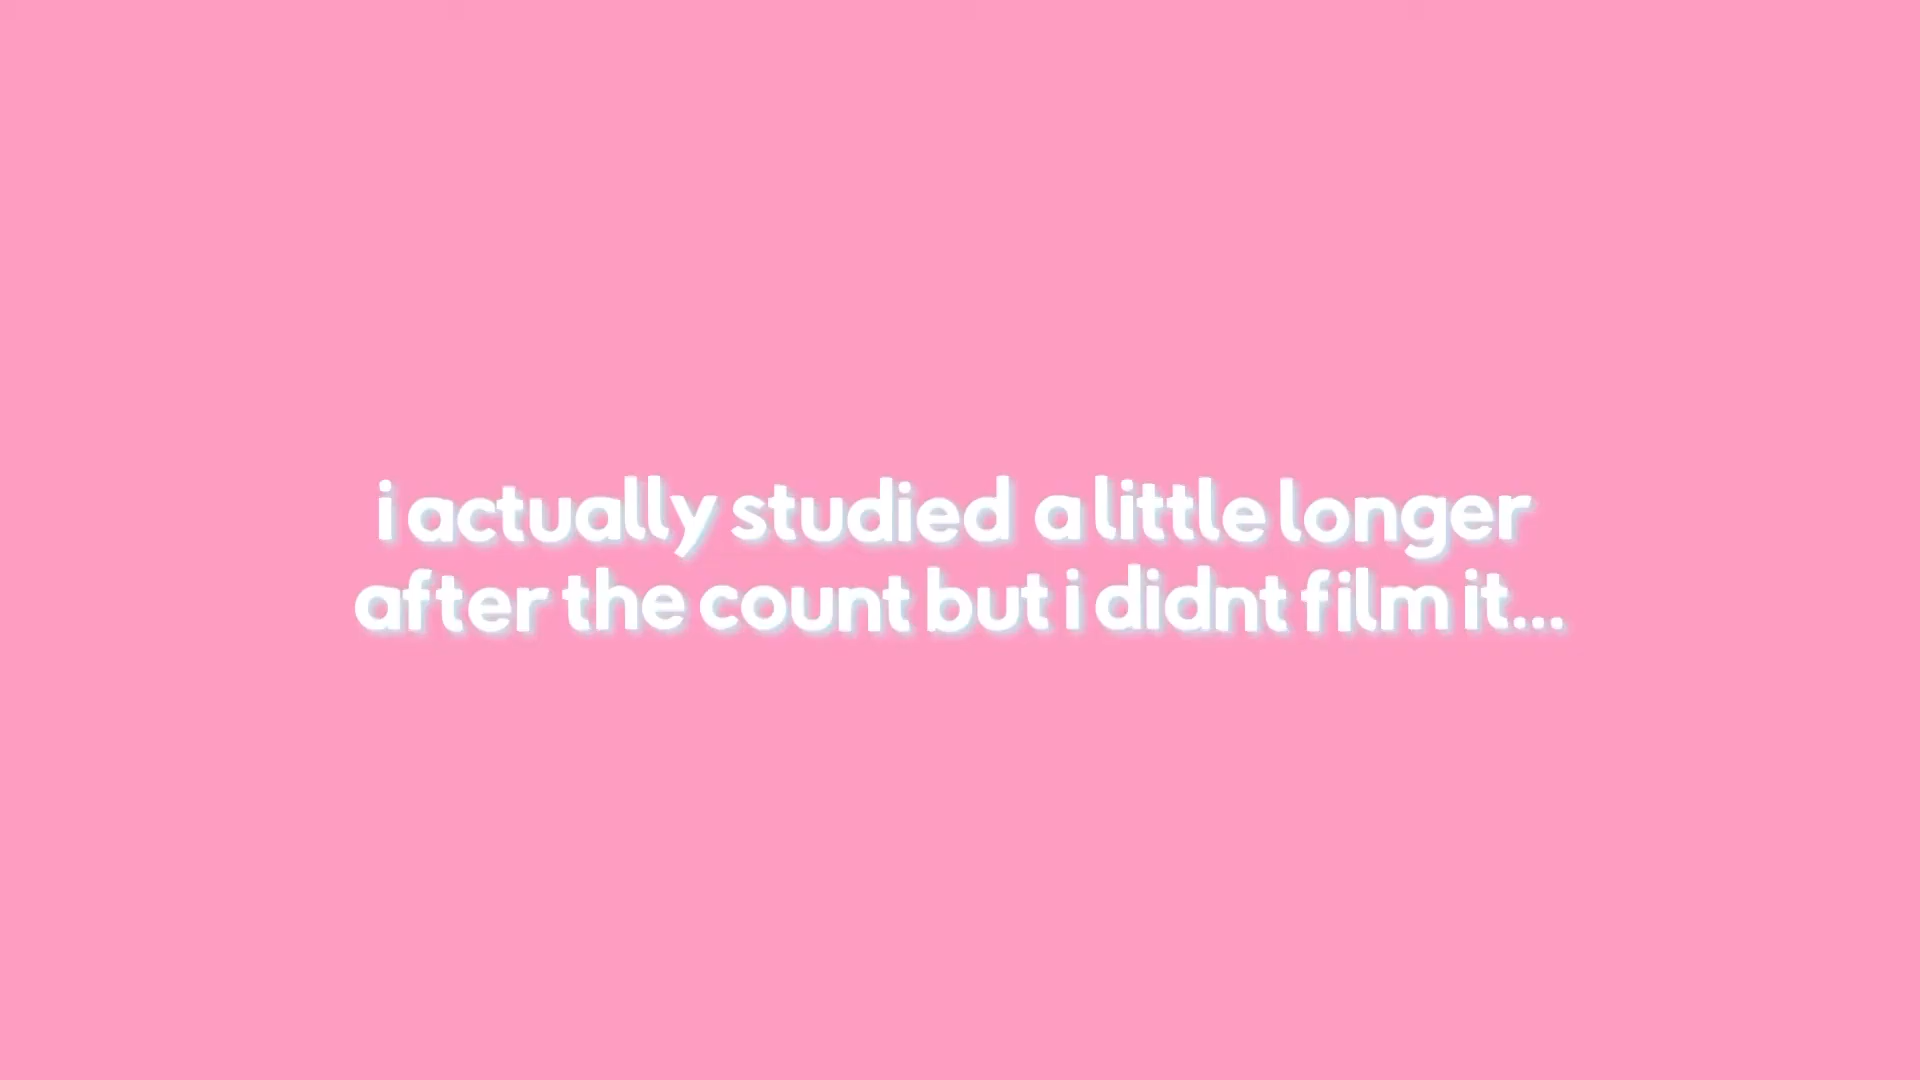 i actually studied a little longer
after the count but i didnt film it...